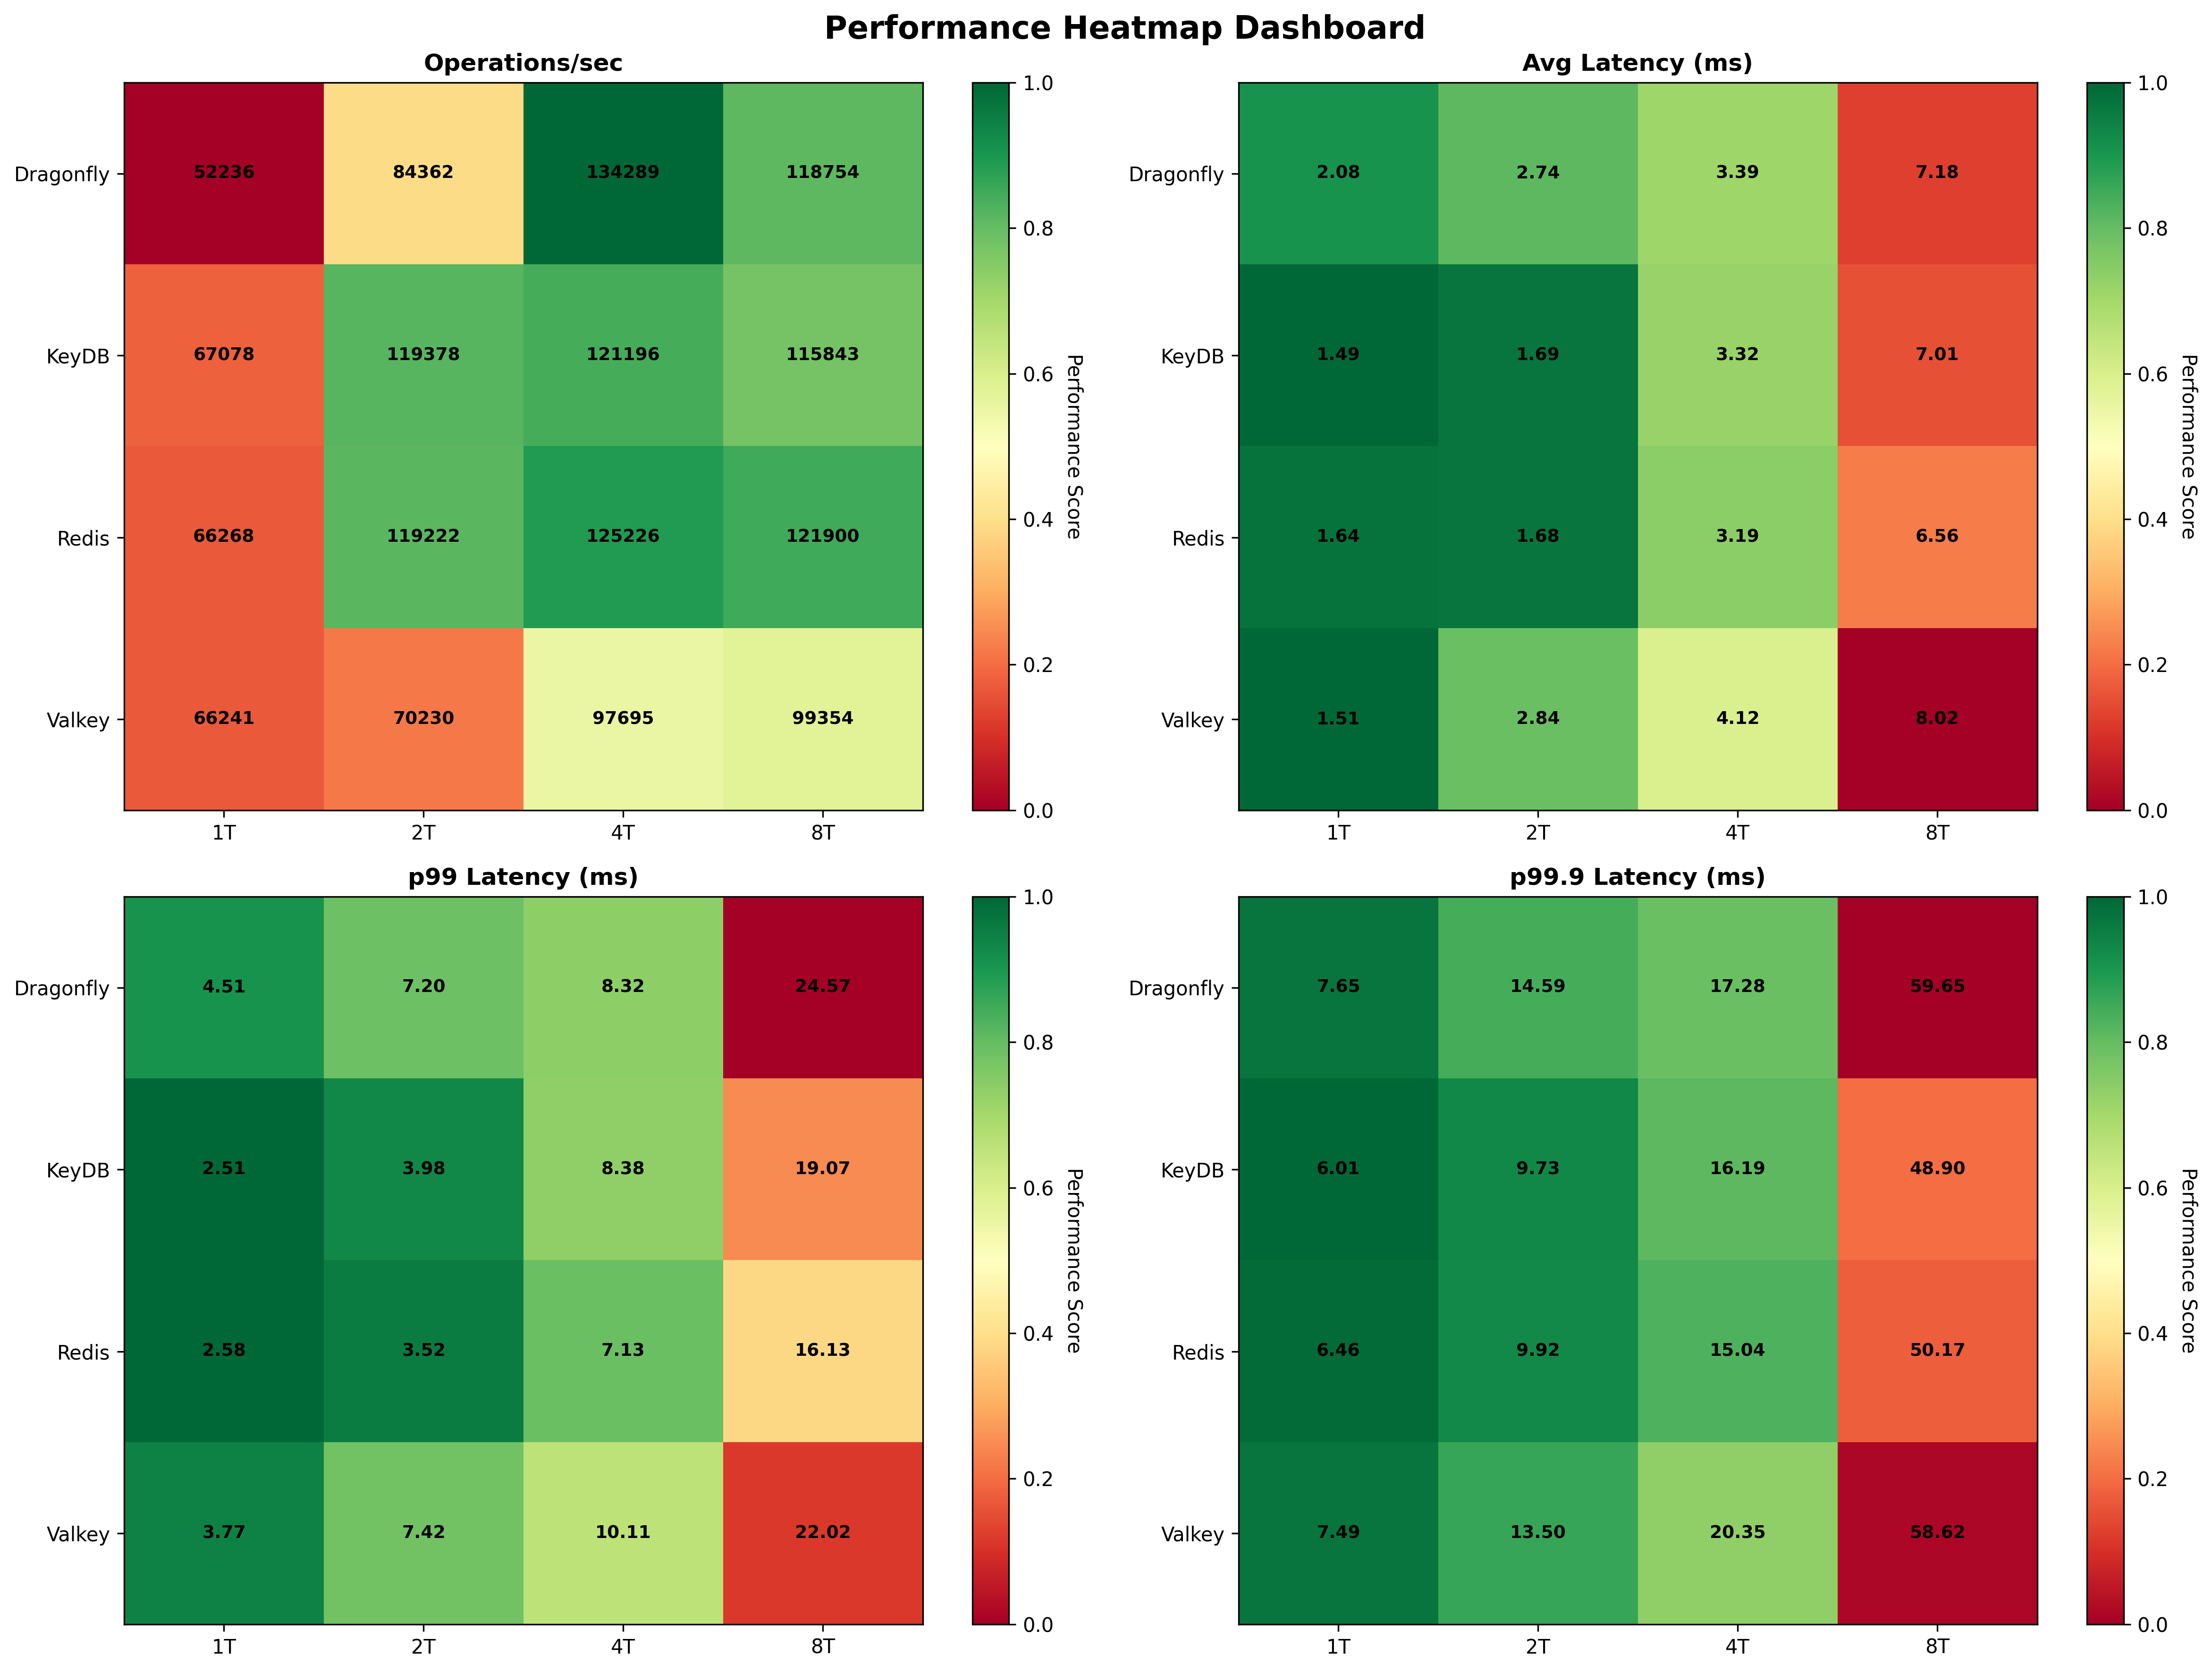 Performance Heatmap Dashboard
Operations/sec
Dragonfly 52236 84362 134289 118754
KeyDB 67078 119378 121196 115843
Redis 66268 119222 125226 121900
Valkey 66241 70230 97695 99354
1T 2T 4T 8T
1.0
0.8
0.6
0.4
0.2
0.0
Performance Score
Avg Latency (ms)
Dragonfly 2.08 2.74 3.39 7.18
KeyDB 1.49 1.69 3.32 7.01
Redis 1.64 1.68 3.19 6.56
Valkey 1.51 2.84 4.12 8.02
1T 2T 4T 8T
1.0
0.8
0.6
0.4
0.2
0.0
Performance Score
p99 Latency (ms)
Dragonfly 4.51 7.20 8.32 24.57
KeyDB 2.51 3.98 8.38 19.07
Redis 2.58 3.52 7.13 16.13
Valkey 3.77 7.42 10.11 22.02
1T 2T 4T 8T
1.0
0.8
0.6
0.4
0.2
0.0
Performance Score
p99.9 Latency (ms)
Dragonfly 7.65 14.59 17.28 59.65
KeyDB 6.01 9.73 16.19 48.90
Redis 6.46 9.92 15.04 50.17
Valkey 7.49 13.50 20.35 58.62
1T 2T 4T 8T
1.0
0.8
0.6
0.4
0.2
0.0
Performance Score